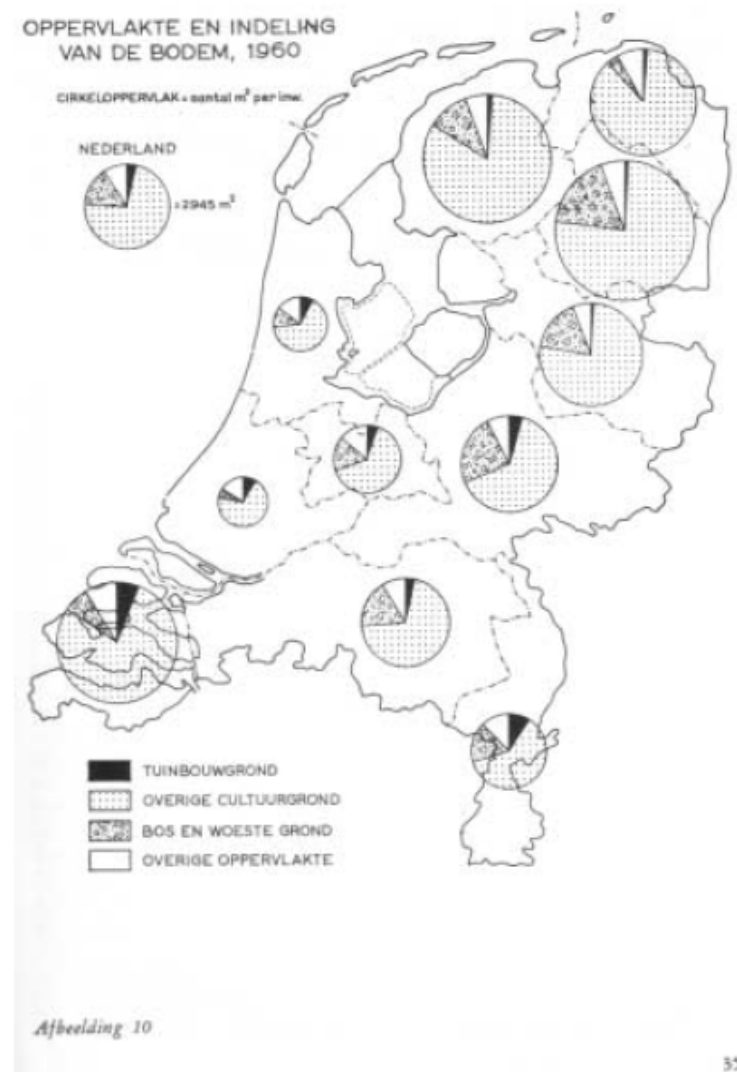 OPPERVLAKTE EN INDELING
VAN DE BODEM, 1960
CIRKELOPPERVLAK = aantal m² per inw.
NEDERLAND
= 2945 m²
TUINBOUWGROND
OVERIGE CULTUURGROND
BOS EN WOESTE GROND
OVERIGE OPPERVLAKTE
Afbeelding 10
35